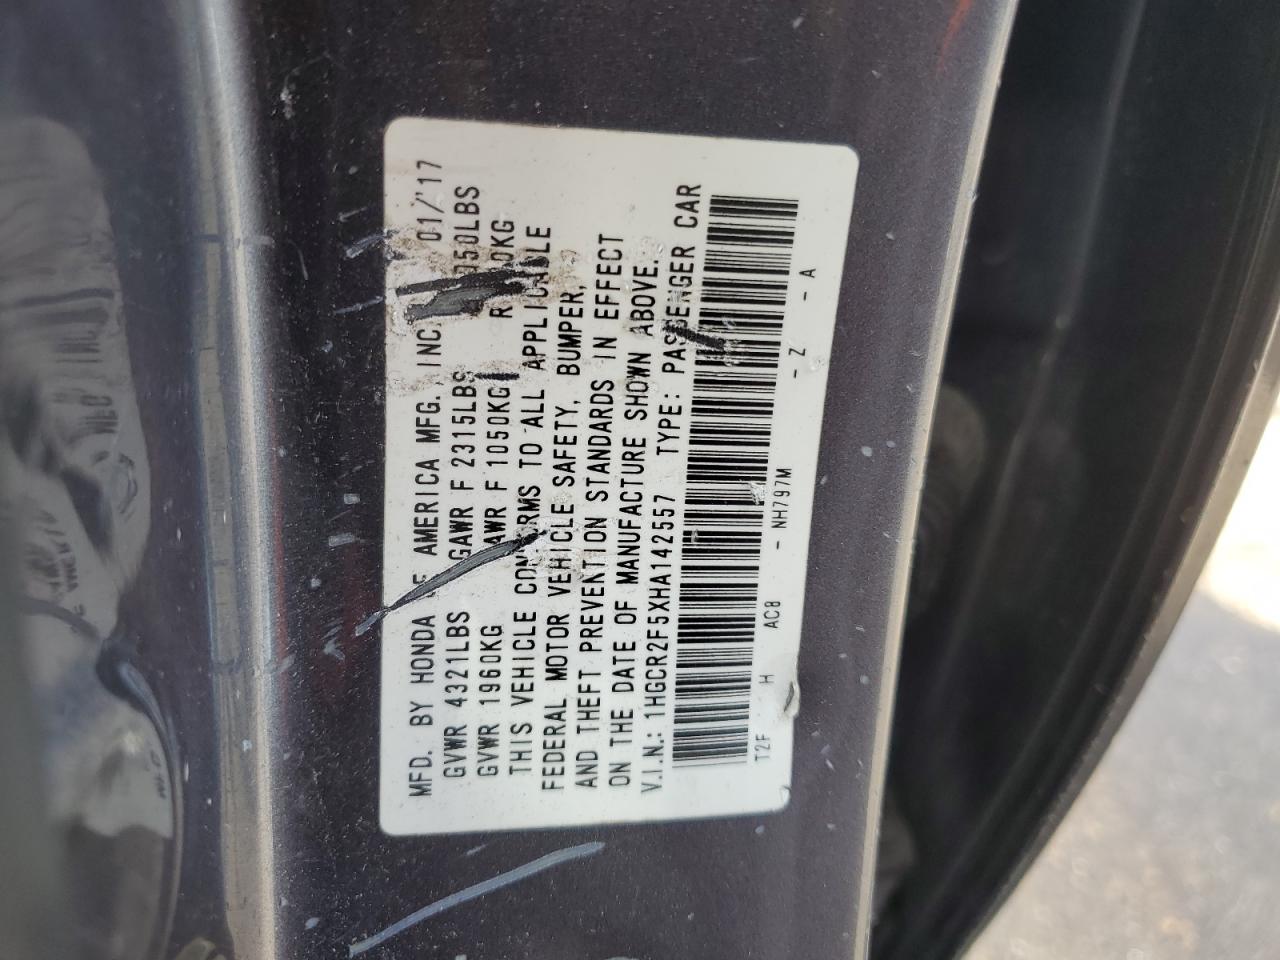 MFD. BY HONDA OF AMERICA MFG. INC. 01/'17
GVWR 4321LBS GAWR F 2315LBS
GVWR 1960KG GAWR F 1050KG R
THIS VEHICLE CONFORMS TO ALL APPLICABLE
FEDERAL MOTOR VEHICLE SAFETY, BUMPER,
AND THEFT PREVENTION STANDARDS IN EFFECT
ON THE DATE OF MANUFACTURE SHOWN ABOVE.
V.I.N.: 1HGCR2F5XHA142557 TYPE: PASSENGER CAR
T2F H AC8 - NH797M - Z - A